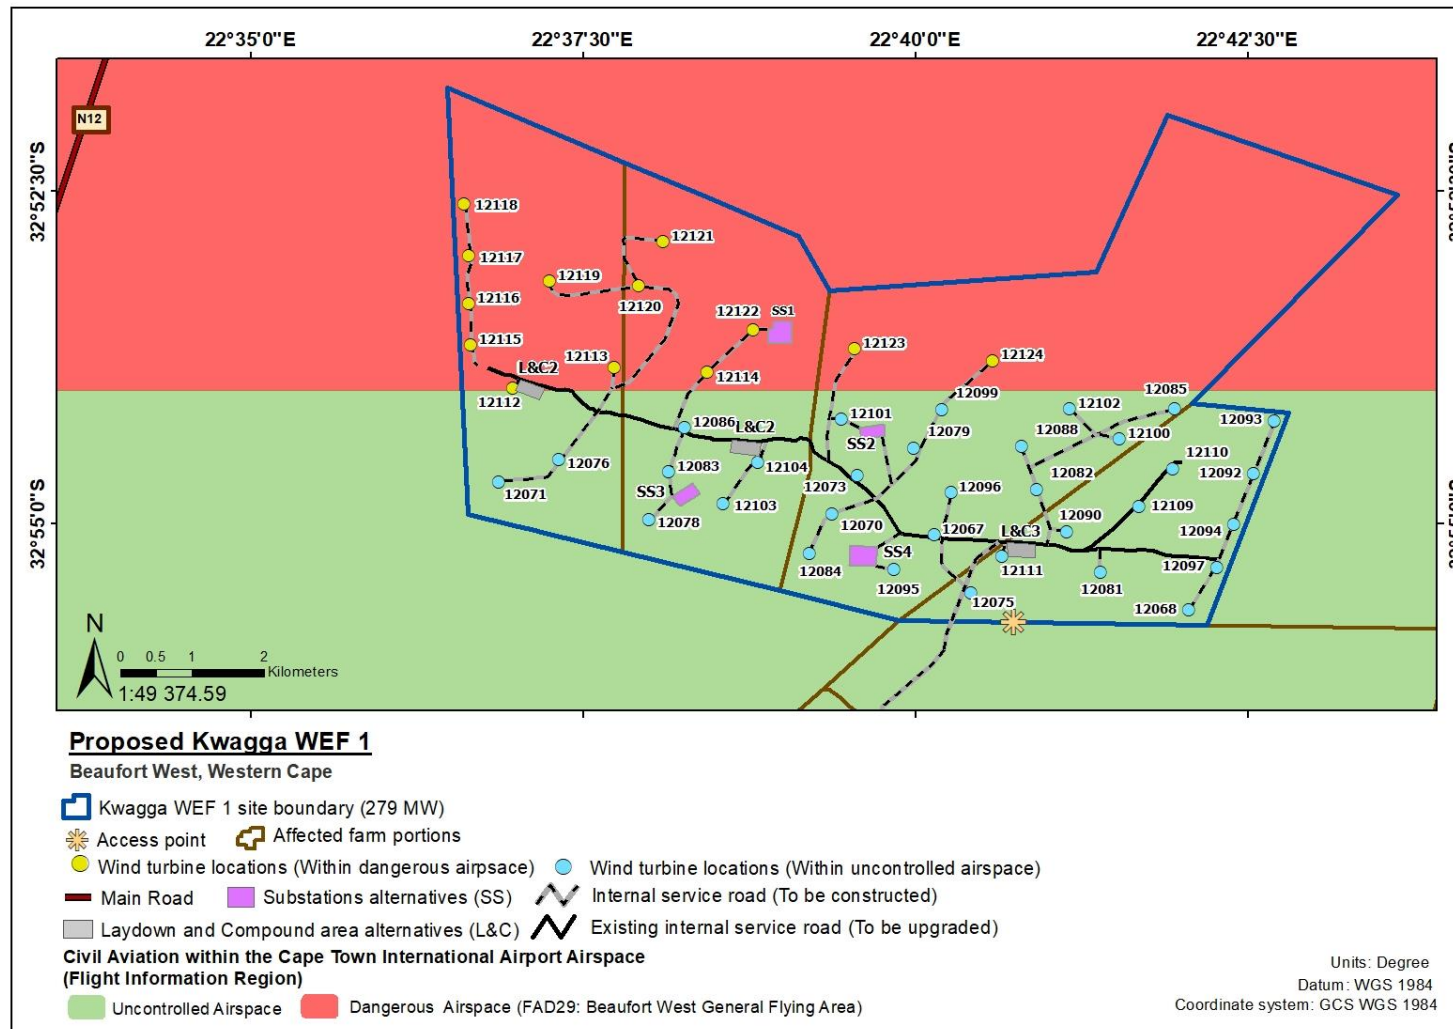 22°35'0"E 22°37'30"E 22°40'0"E 22°42'30"E
N12
32°52'30"S
32°55'0"S
12118
12121
12117
12119
12116
12120
12122 SS1
12115
12113
12123
12124
L&C2
12114
12099
12085
12112
12102
12086
12101
12088
12093
L&C2
SS2
12079
12100
12110
12076
12083
12104
12082
12092
12073
12096
12071
SS3
12103
12109
12078
12070
12067
12090
12094
L&C3
SS4
12084
12111
12097
12095
12081
12075
12068
N
0 0.5 1 2
Kilometers
1:49 374.59
Proposed Kwagga WEF 1
Beaufort West, Western Cape
Kwagga WEF 1 site boundary (279 MW)
Access point Affected farm portions
Wind turbine locations (Within dangerous airpsace) Wind turbine locations (Within uncontrolled airspace)
Main Road Substations alternatives (SS) Internal service road (To be constructed)
Laydown and Compound area alternatives (L&C) Existing internal service road (To be upgraded)
Civil Aviation within the Cape Town International Airport Airspace
(Flight Information Region)
Uncontrolled Airspace Dangerous Airspace (FAD29: Beaufort West General Flying Area)
Units: Degree
Datum: WGS 1984
Coordinate system: GCS WGS 1984